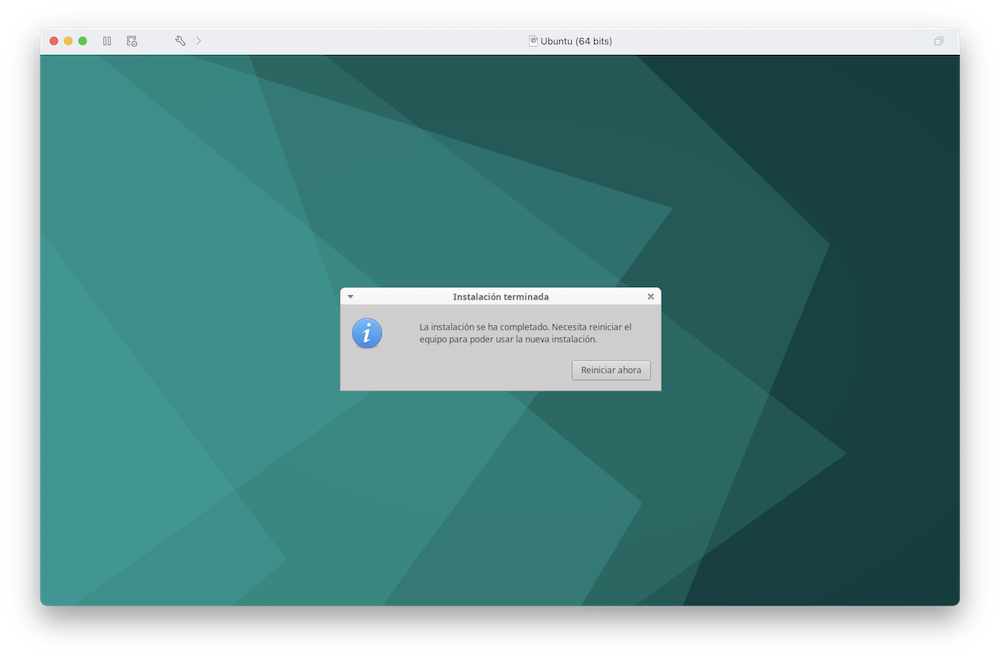 Ubuntu (64 bits)
Instalación terminada
La instalación se ha completado. Necesita reiniciar el
equipo para poder usar la nueva instalación.
Reiniciar ahora